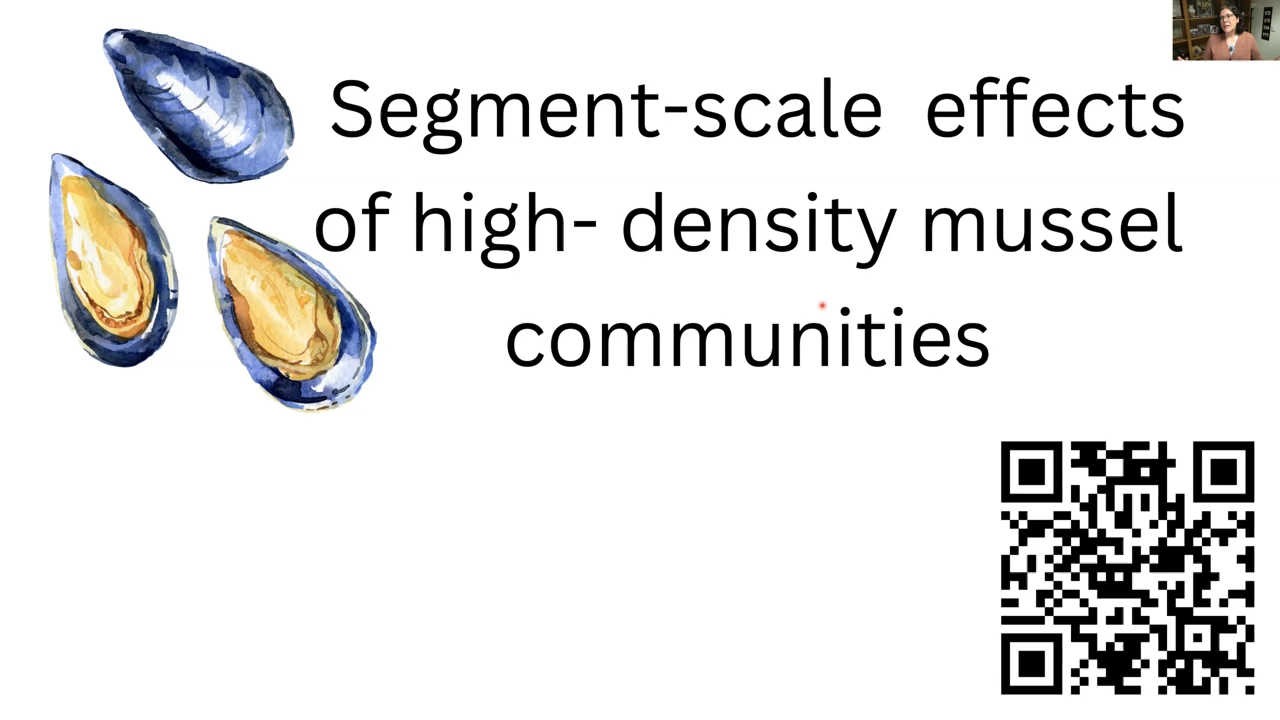 Segment-scale effects
of high- density mussel
communities